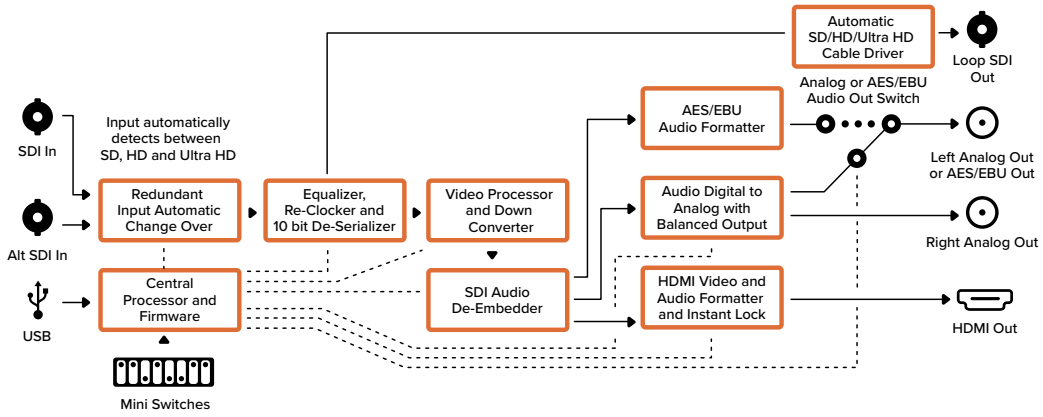 Automatic
SD/HD/Ultra HD
Cable Driver
Loop SDI
Out
Analog or AES/EBU
Audio Out Switch
AES/EBU
Audio Formatter
SDI In
Input automatically
detects between
SD, HD and Ultra HD
Left Analog Out
or AES/EBU Out
Redundant
Input Automatic
Change Over
Equalizer,
Re-Clocker and
10 bit De-Serializer
Video Processor
and Down
Converter
Audio Digital to
Analog with
Balanced Output
Alt SDI In
Right Analog Out
Central
Processor and
Firmware
SDI Audio
De-Embedder
HDMI Video and
Audio Formatter
and Instant Lock
USB
HDMI Out
Mini Switches